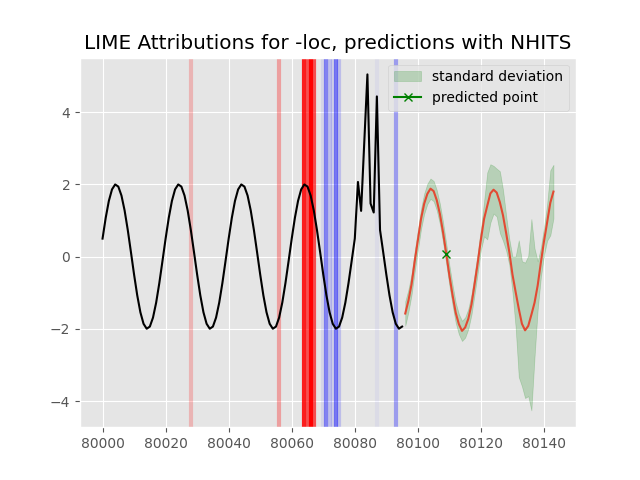 LIME Attributions for -loc, predictions with NHITS
standard deviation
predicted point
4
2
0
−2
−4
80000 80020 80040 80060 80080 80100 80120 80140